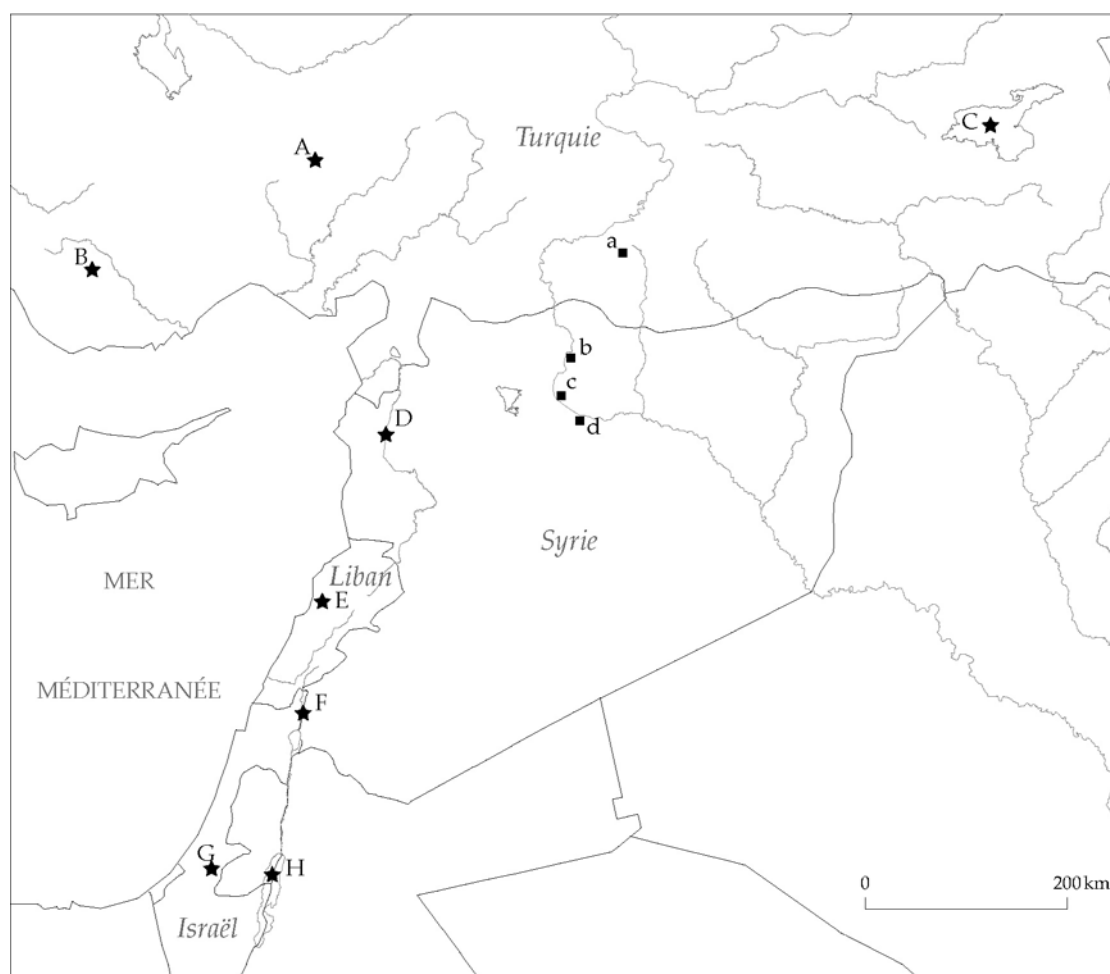 C
Turquie
A
a
B
b
c
d
D
Syrie
MER
Liban
E
MÉDITERRANÉE
F
G
H
0
200 km
Israël